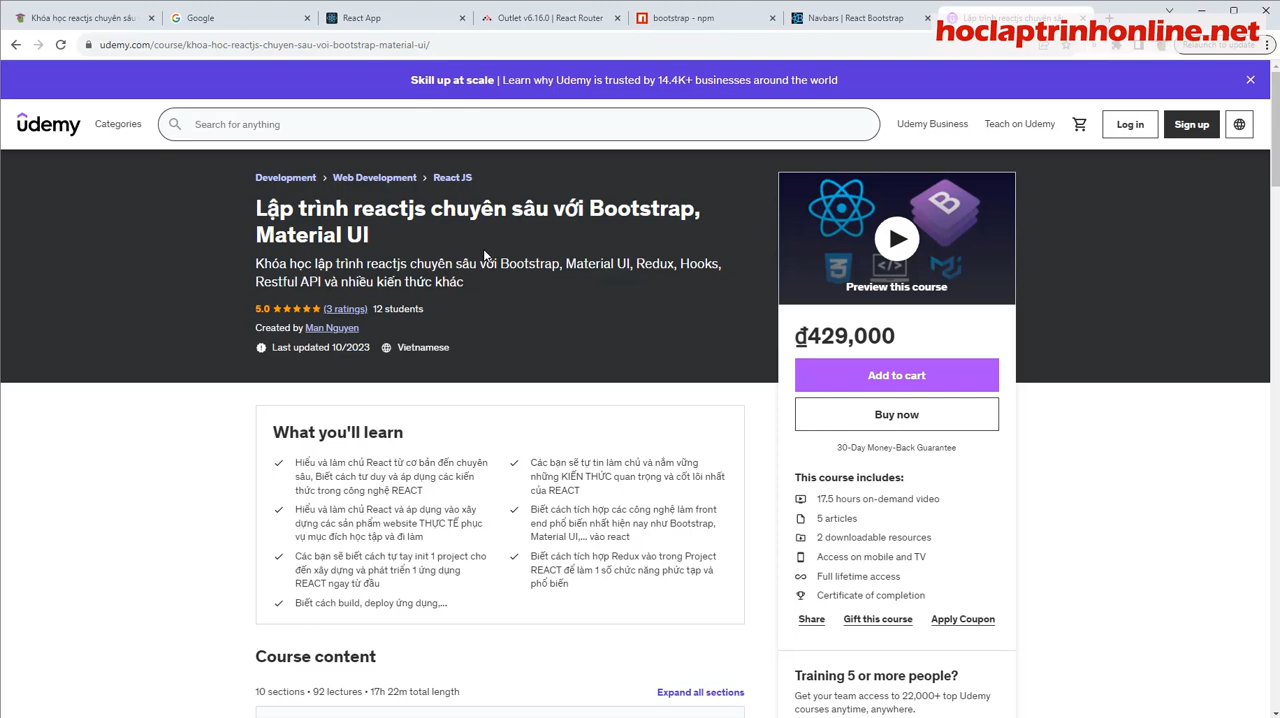 Khóa học reactjs chuyên sâu
Google
React App
Outlet v6.16.0 | React Router
bootstrap - npm
Navbars | React Bootstrap
Lập trình reactjs chuyên sâu
hoclaptrinhonline.net
udemy.com/course/khoa-hoc-reactjs-chuyen-sau-voi-bootstrap-material-ui/
Relaunch to update
Skill up at scale | Learn why Udemy is trusted by 14.4K+ businesses around the world
udemy
Categories
Search for anything
Udemy Business
Teach on Udemy
Log in
Sign up
Development > Web Development > React JS
Lập trình reactjs chuyên sâu với Bootstrap,
Material UI
Khóa học lập trình reactjs chuyên sâu với Bootstrap, Material UI, Redux, Hooks,
Restful API và nhiều kiến thức khác
5.0 (3 ratings) 12 students
Created by Man Nguyen
Last updated 10/2023 Vietnamese
B
Preview this course
₫429,000
Add to cart
Buy now
30-Day Money-Back Guarantee
This course includes:
17.5 hours on-demand video
5 articles
2 downloadable resources
Access on mobile and TV
Full lifetime access
Certificate of completion
Share
Gift this course
Apply Coupon
Training 5 or more people?
Get your team access to 22,000+ top Udemy
courses anytime, anywhere.
What you'll learn
Hiểu và làm chủ React từ cơ bản đến chuyên
sâu, Biết cách tư duy và áp dụng các kiến
thức trong công nghệ REACT
Các bạn sẽ tự tin làm chủ và nắm vững
những KIẾN THỨC quan trọng và cốt lõi nhất
của REACT
Hiểu và làm chủ React và áp dụng vào xây
dựng các sản phẩm website THỰC TẾ phục
vụ mục đích học tập và đi làm
Biết cách tích hợp các công nghệ làm front
end phổ biến nhất hiện nay như Bootstrap,
Material UI,... vào react
Các bạn sẽ biết cách tự tay init 1 project cho
đến xây dựng và phát triển 1 ứng dụng
REACT ngay từ đầu
Biết cách tích hợp Redux vào trong Project
REACT để làm 1 số chức năng phức tạp và
phổ biến
Biết cách build, deploy ứng dụng,...
Course content
10 sections • 92 lectures • 17h 22m total length
Expand all sections